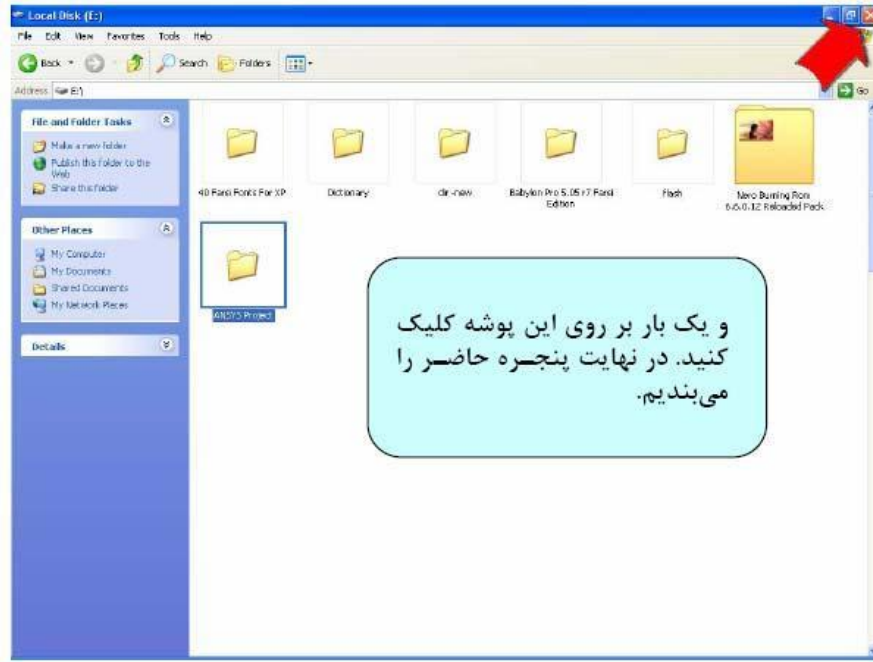 Local Disk (E:)
File Edit View Favorites Tools Help
Back Search Folders
Address E:\ Go
File and Folder Tasks
Make a new folder
Publish this folder to the
Web
Share this folder
Other Places
My Computer
My Documents
Shared Documents
My Network Places
Details
40 Farsi Fonts For XP
Dictionary
dir-new
Babylon Pro 5.05 r7 Farsi
Edition
flash
Nero Burning Rom
6.6.0.12 Reloaded Pack
ANSYS Project
و یک بار بر روی این پوشه کلیک
کنید. در نهایت پنجـره حاضـر را
می‌بندیم.